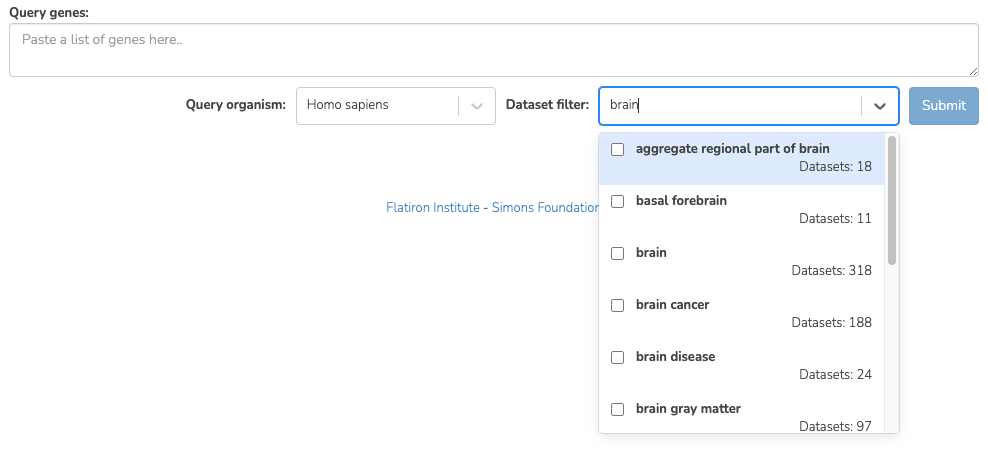 Query genes:
Paste a list of genes here..
Query organism: Homo sapiens Dataset filter: brain Submit
aggregate regional part of brain
Datasets: 18
basal forebrain
Datasets: 11
Flatiron Institute - Simons Foundation
brain
Datasets: 318
brain cancer
Datasets: 188
brain disease
Datasets: 24
brain gray matter
Datasets: 97